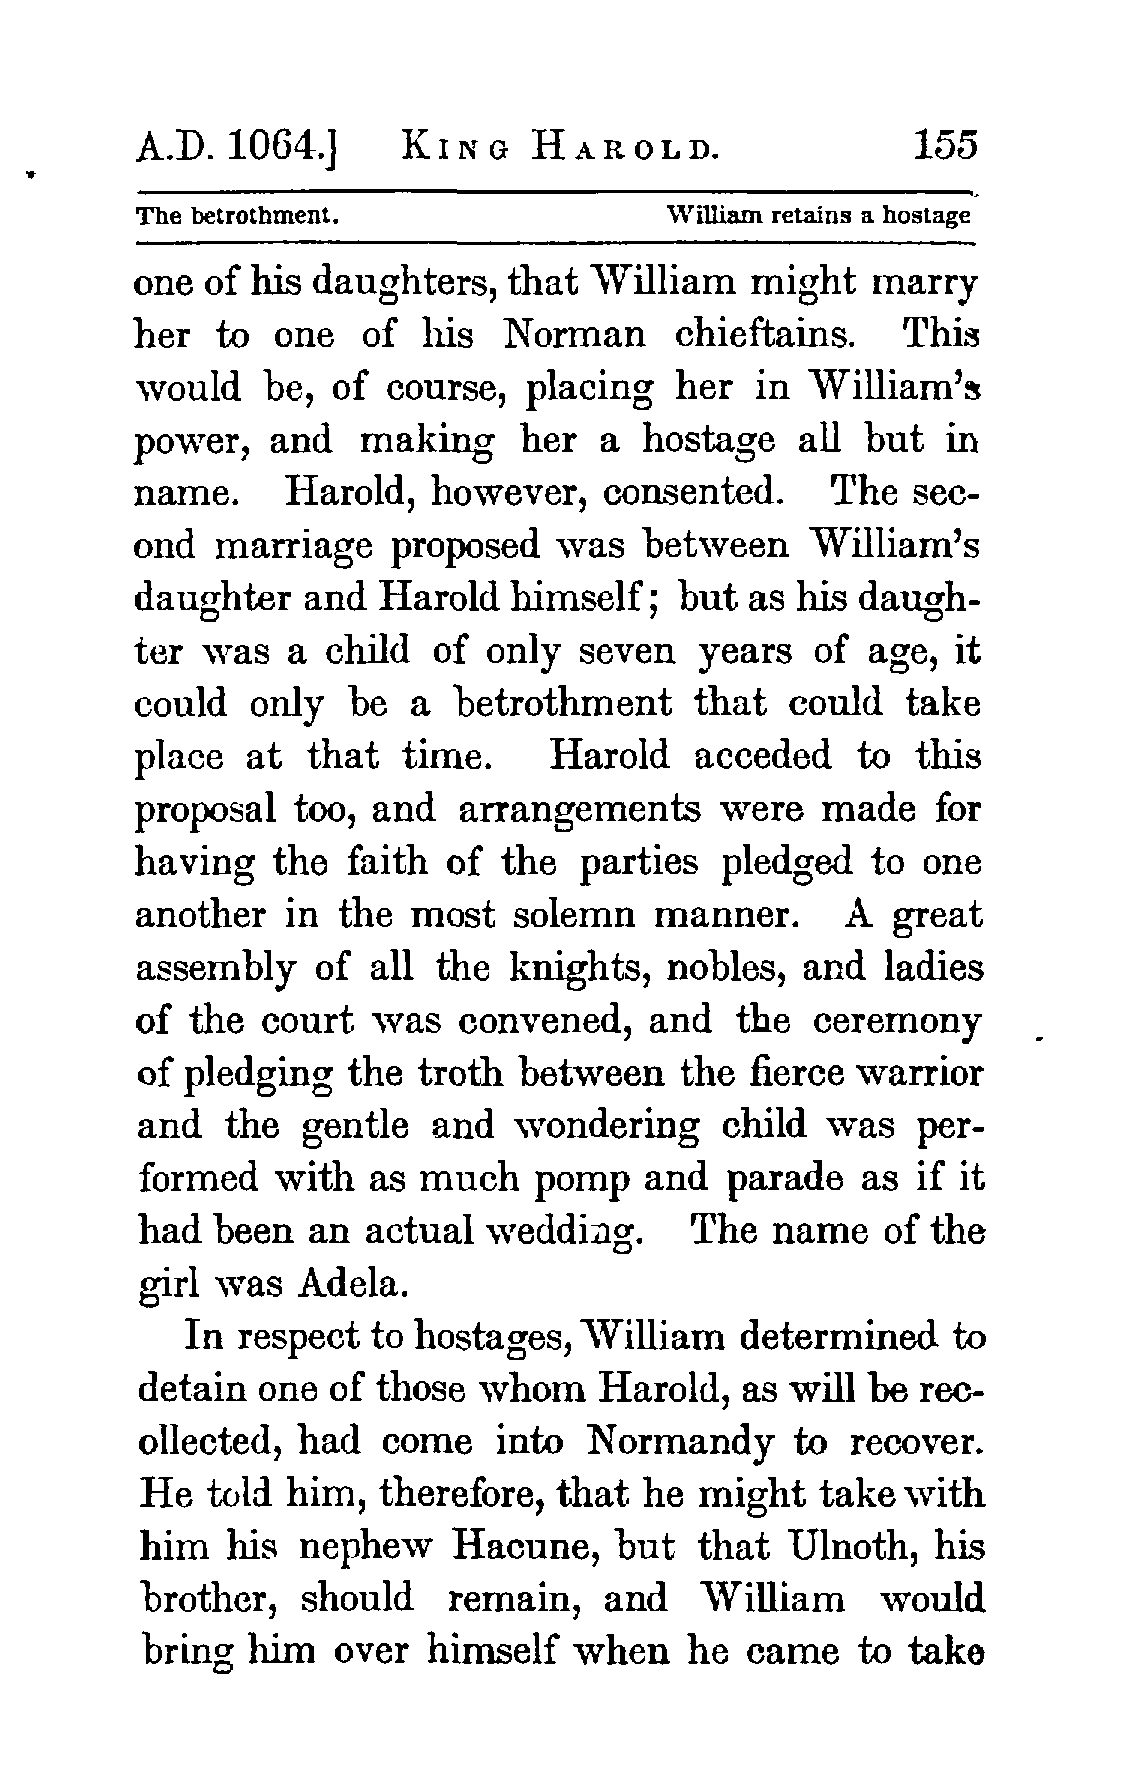 A.D. 1064.] KING HAROLD. 155
The betrothment. William retains a hostage
one of his daughters, that William might marry
her to one of his Norman chieftains. This
would be, of course, placing her in William's
power, and making her a hostage all but in
name. Harold, however, consented. The sec-
ond marriage proposed was between William's
daughter and Harold himself; but as his daugh-
ter was a child of only seven years of age, it
could only be a betrothment that could take
place at that time. Harold acceded to this
proposal too, and arrangements were made for
having the faith of the parties pledged to one
another in the most solemn manner. A great
assembly of all the knights, nobles, and ladies
of the court was convened, and the ceremony
of pledging the troth between the fierce warrior
and the gentle and wondering child was per-
formed with as much pomp and parade as if it
had been an actual wedding. The name of the
girl was Adela.
In respect to hostages, William determined to
detain one of those whom Harold, as will be rec-
ollected, had come into Normandy to recover.
He told him, therefore, that he might take with
him his nephew Hacune, but that Ulnoth, his
brother, should remain, and William would
bring him over himself when he came to take